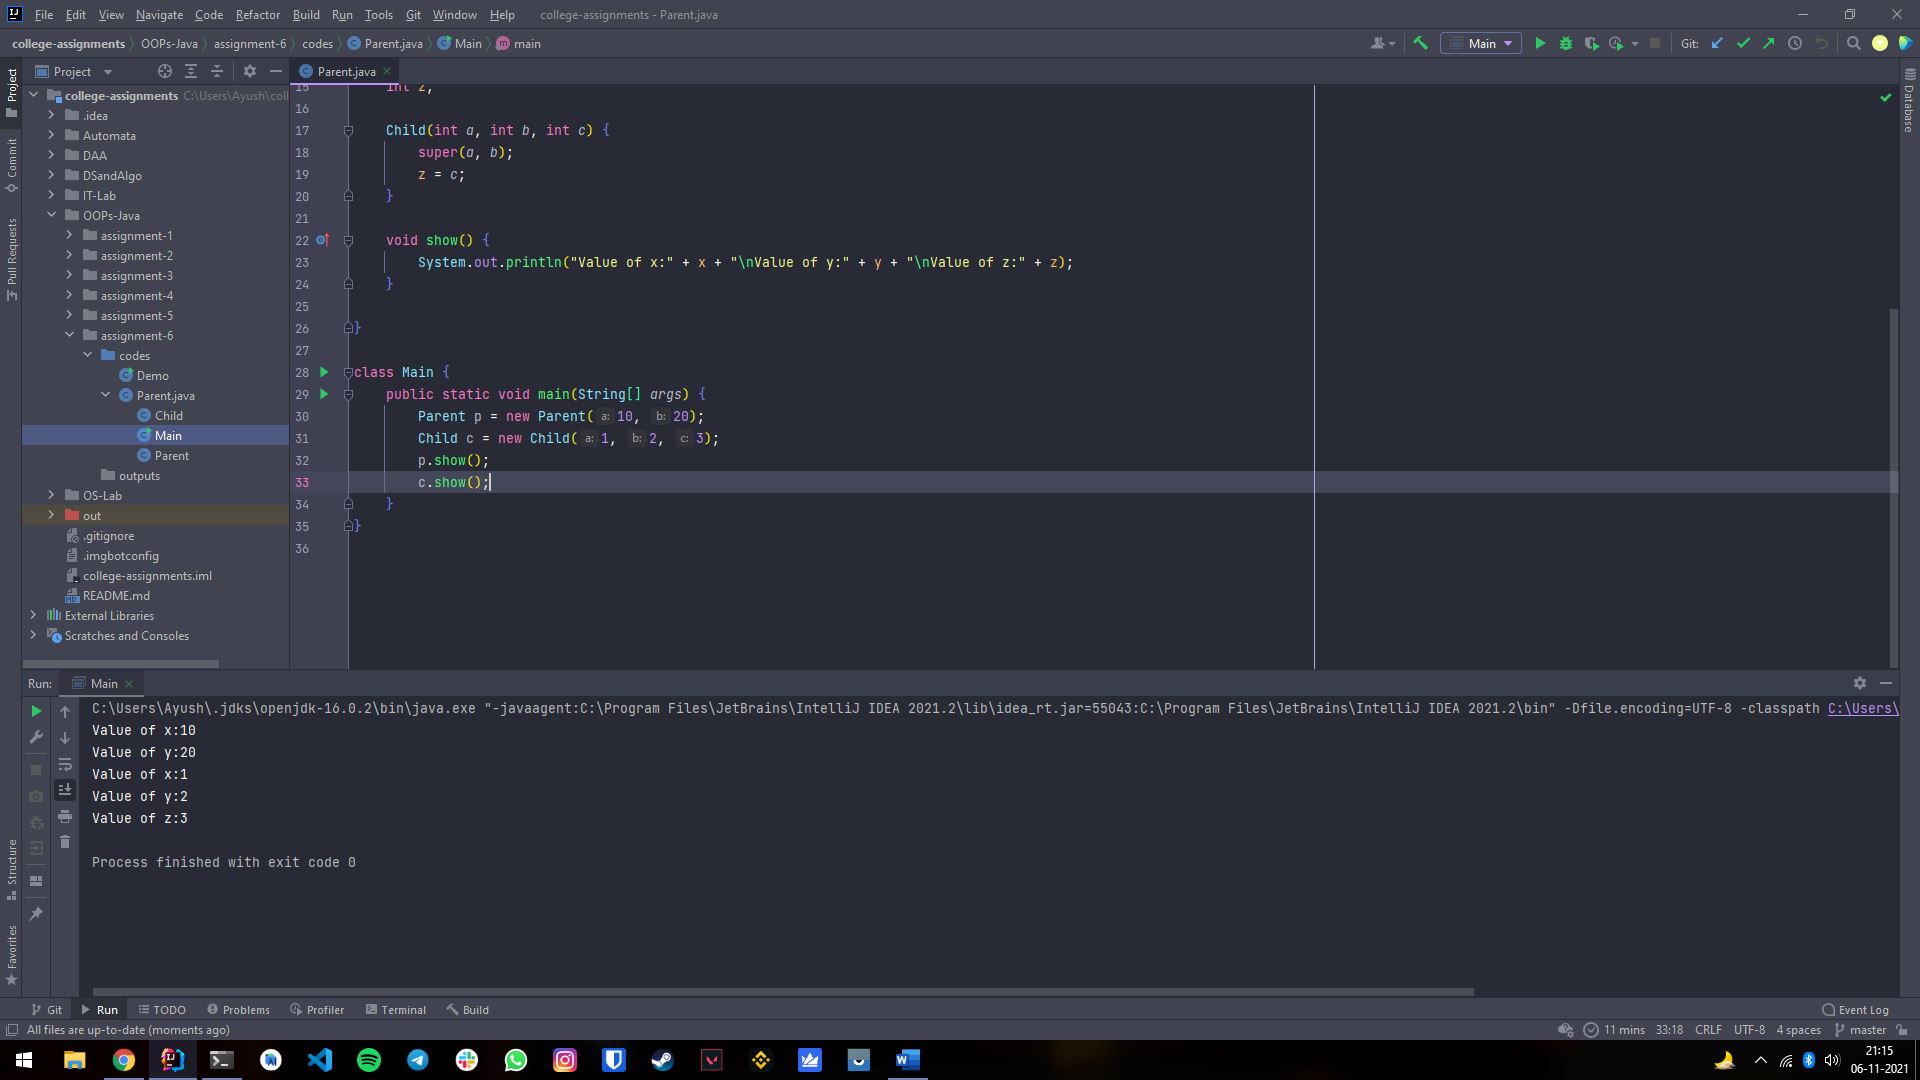 File Edit View Navigate Code Refactor Build Run Tools Git Window Help college-assignments - Parent.java
college-assignments OOPs-Java assignment-6 codes Parent.java Main main
Main
Git:
Project
Commit
Pull Requests
Structure
Favorites
Database
Project
college-assignments C:\Users\Ayush\coll
.idea
Automata
DAA
DSandAlgo
IT-Lab
OOPs-Java
assignment-1
assignment-2
assignment-3
assignment-4
assignment-5
assignment-6
codes
Demo
Parent.java
Child
Main
Parent
outputs
OS-Lab
out
.gitignore
.imgbotconfig
college-assignments.iml
README.md
External Libraries
Scratches and Consoles
Parent.java
15 int z;
16
17 Child(int a, int b, int c) {
18 super(a, b);
19 z = c;
20 }
21
22 void show() {
23 System.out.println("Value of x:" + x + "\nValue of y:" + y + "\nValue of z:" + z);
24 }
25
26 }
27
28 class Main {
29 public static void main(String[] args) {
30 Parent p = new Parent( a: 10, b: 20);
31 Child c = new Child( a: 1, b: 2, c: 3);
32 p.show();
33 c.show();
34 }
35 }
36
Run: Main
C:\Users\Ayush\.jdks\openjdk-16.0.2\bin\java.exe "-javaagent:C:\Program Files\JetBrains\IntelliJ IDEA 2021.2\lib\idea_rt.jar=55043:C:\Program Files\JetBrains\IntelliJ IDEA 2021.2\bin" -Dfile.encoding=UTF-8 -classpath C:\Users\
Value of x:10
Value of y:20
Value of x:1
Value of y:2
Value of z:3
Process finished with exit code 0
Git Run TODO Problems Profiler Terminal Build Event Log
All files are up-to-date (moments ago) 11 mins 33:18 CRLF UTF-8 4 spaces master
21:15
06-11-2021